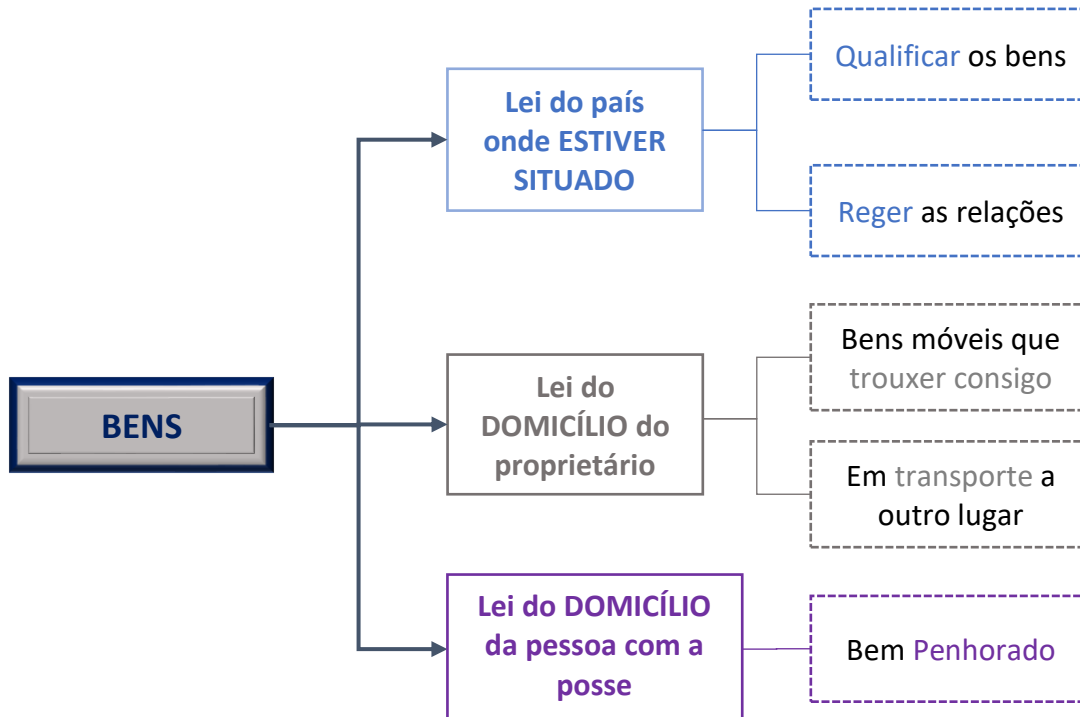 BENS
Lei do país
onde ESTIVER
SITUADO
Qualificar os bens
Reger as relações
Lei do
DOMICÍLIO do
proprietário
Bens móveis que
trouxer consigo
Em transporte a
outro lugar
Lei do DOMICÍLIO
da pessoa com a
posse
Bem Penhorado